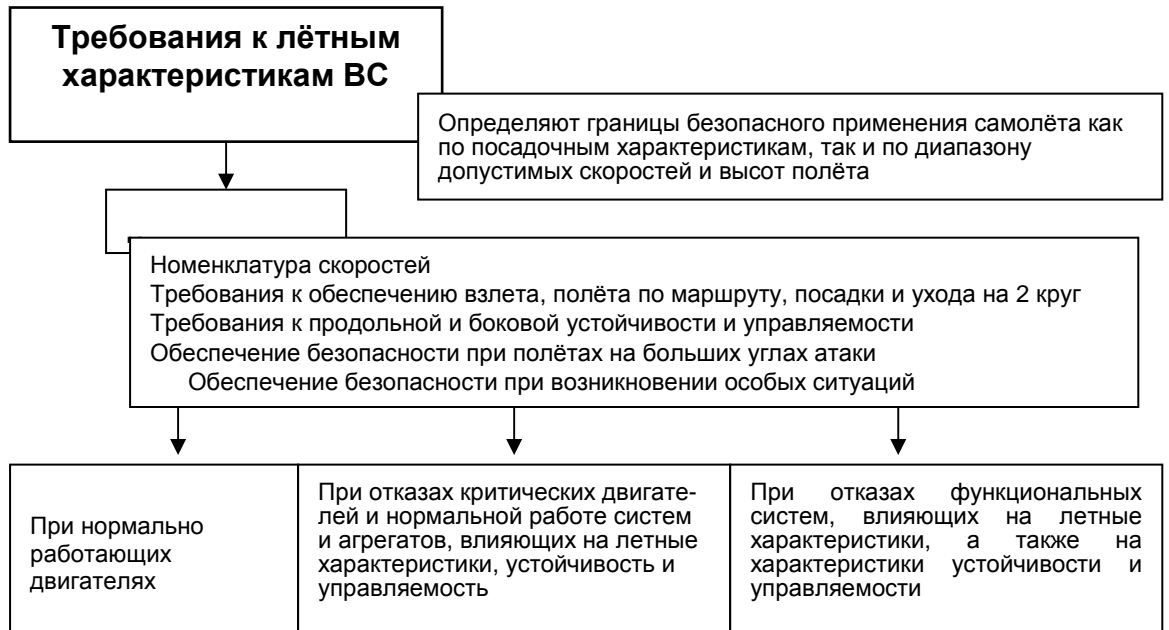 Требования к лётным
характеристикам ВС
Определяют границы безопасного применения самолёта как
по посадочным характеристикам, так и по диапазону
допустимых скоростей и высот полёта
Номенклатура скоростей
Требования к обеспечению взлета, полёта по маршруту, посадки и ухода на 2 круг
Требования к продольной и боковой устойчивости и управляемости
Обеспечение безопасности при полётах на больших углах атаки
Обеспечение безопасности при возникновении особых ситуаций
При нормально
работающих
двигателях
При отказах критических двигате-
лей и нормальной работе систем
и агрегатов, влияющих на летные
характеристики, устойчивость и
управляемость
При отказах функциональных
систем, влияющих на летные
характеристики, а также на
характеристики устойчивости и
управляемости